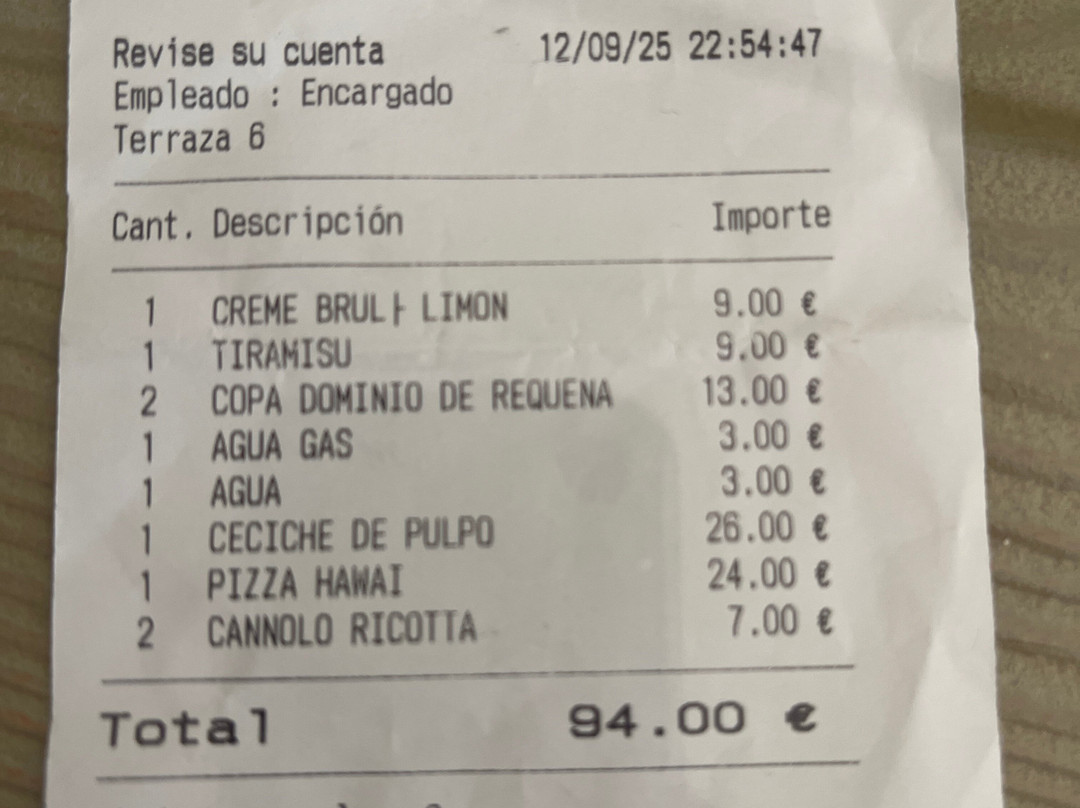 Revise su cuenta 12/09/25 22:54:47
Empleado : Encargado
Terraza 6
Cant. Descripción Importe
1 CREME BRUL├ LIMON 9.00 €
1 TIRAMISU 9.00 €
2 COPA DOMINIO DE REQUENA 13.00 €
1 AGUA GAS 3.00 €
1 AGUA 3.00 €
1 CECICHE DE PULPO 26.00 €
1 PIZZA HAWAI 24.00 €
2 CANNOLO RICOTTA 7.00 €
Total 94.00 €